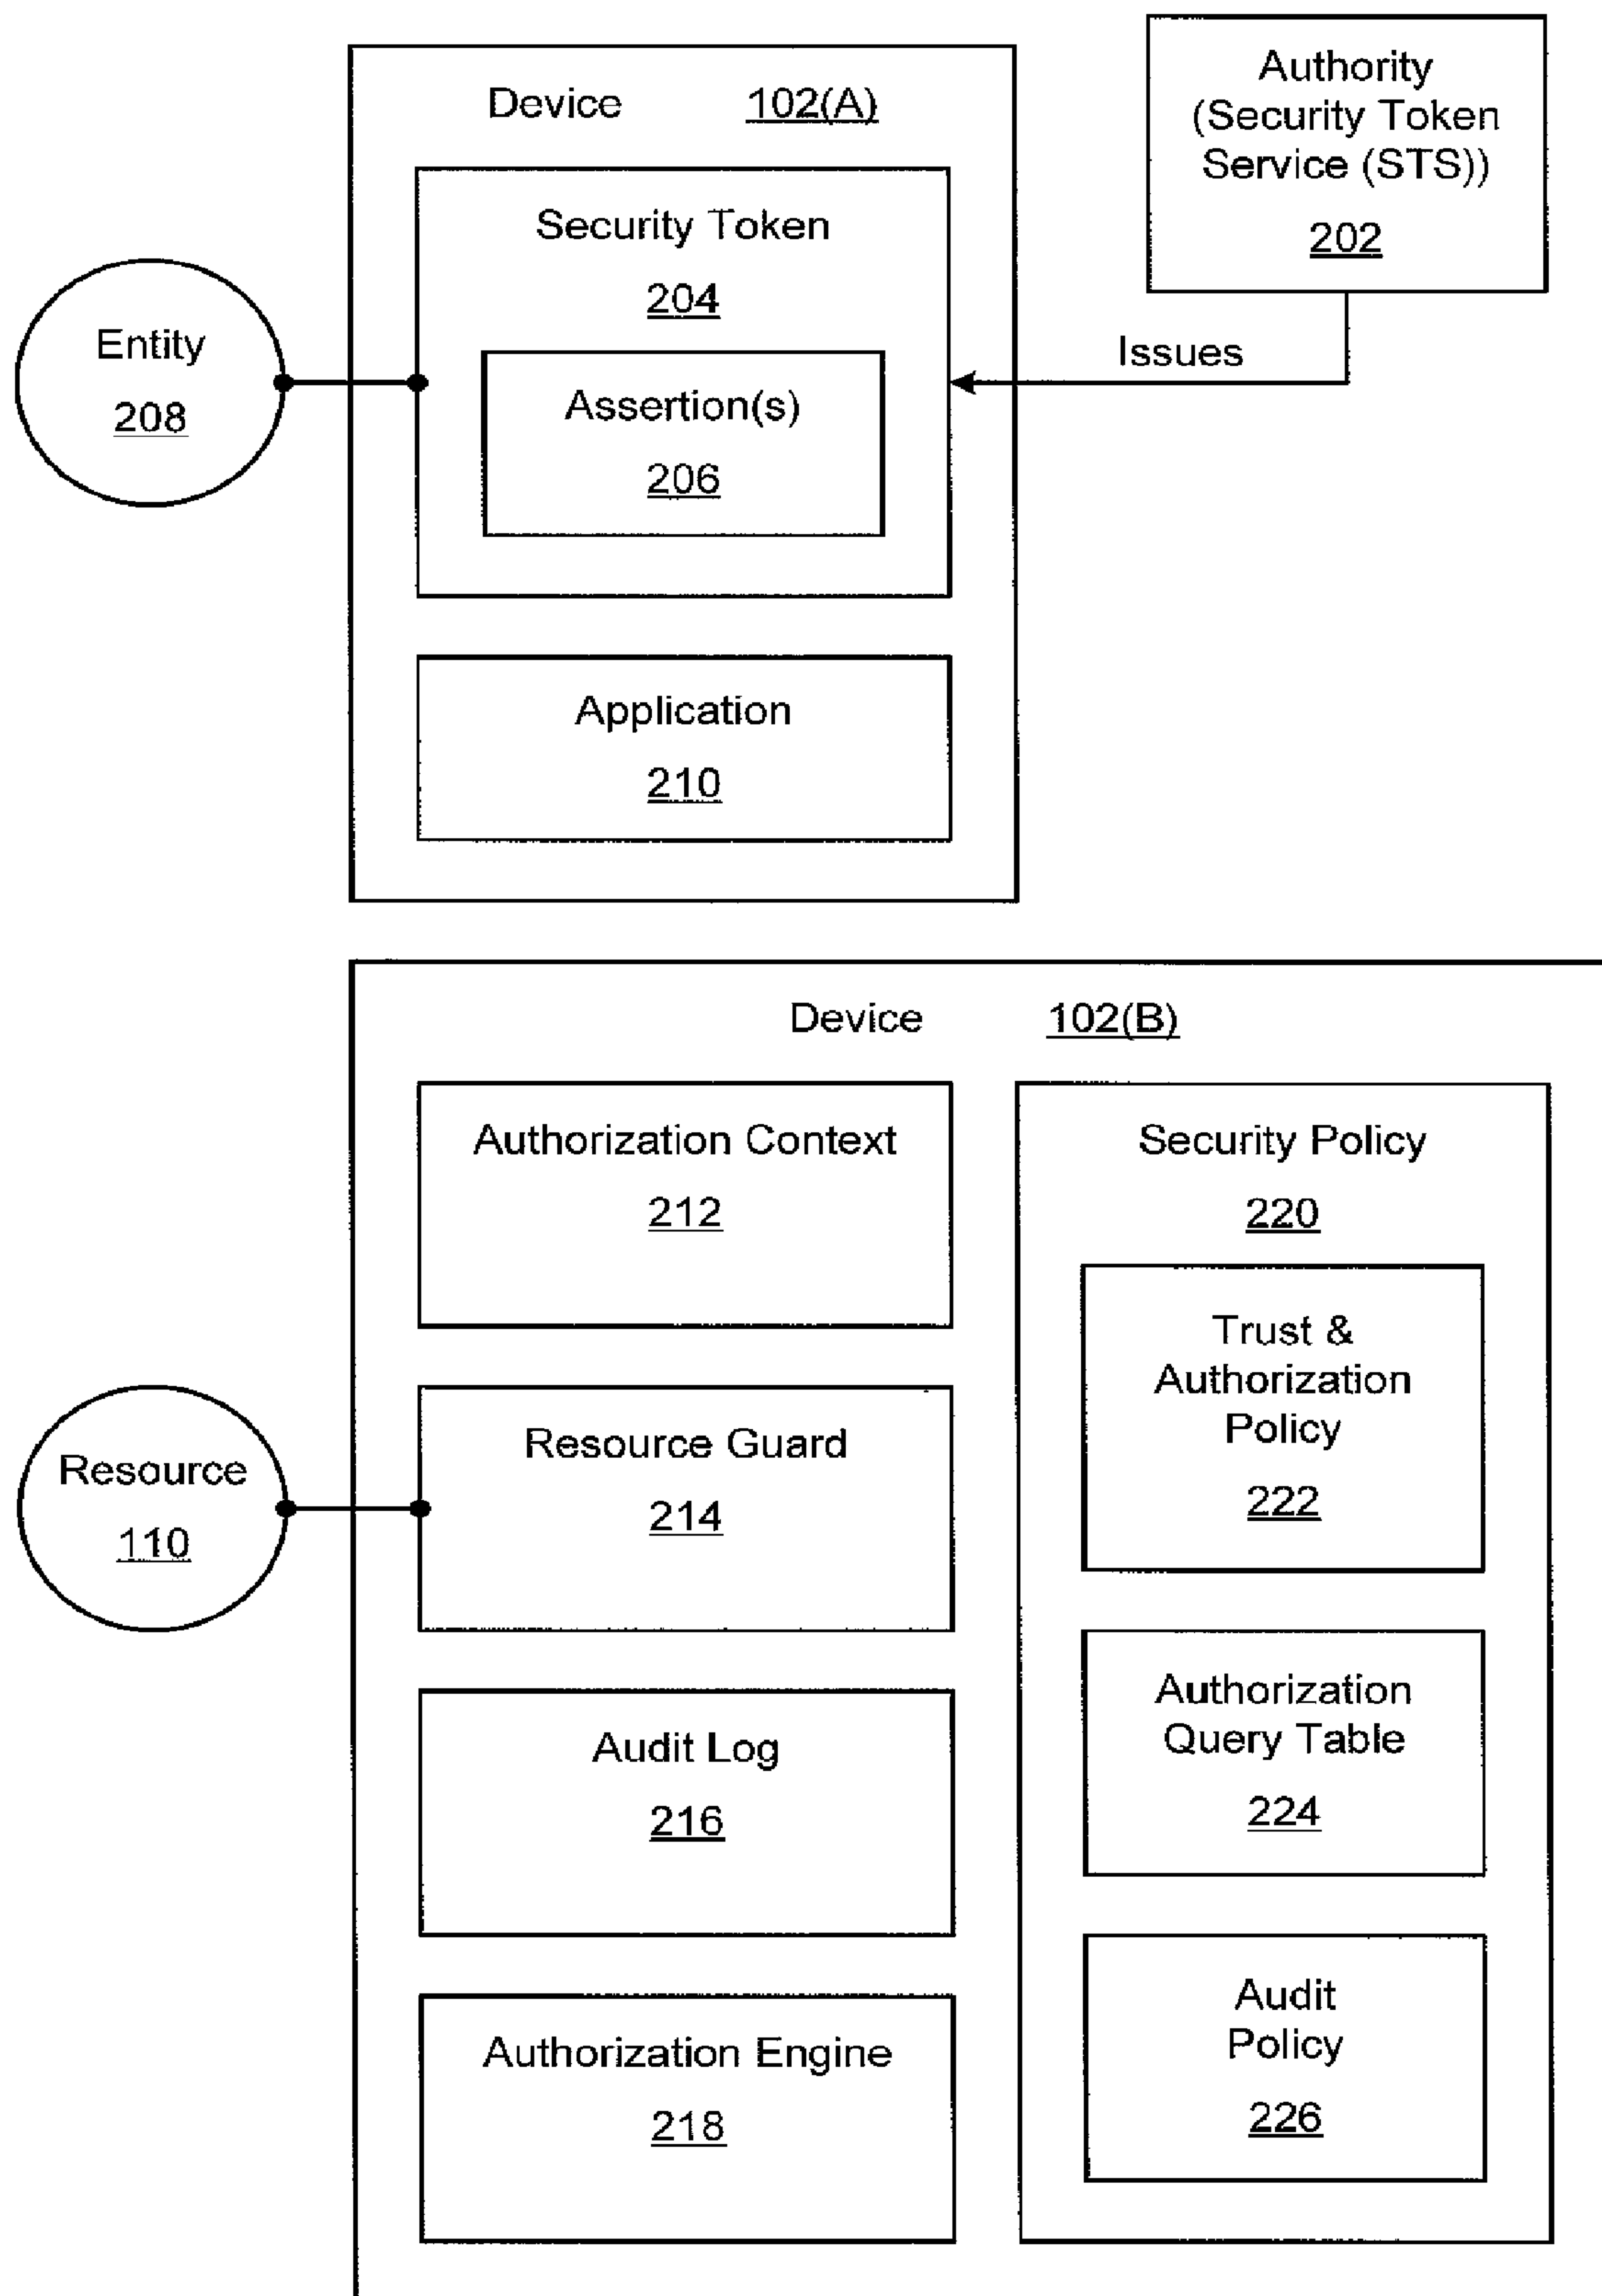 Device 102(A)
Authority
(Security Token
Service (STS))
202
Security Token
204
Issues
Entity
208
Assertion(s)
206
Application
210
Device 102(B)
Authorization Context
212
Resource Guard
214
Resource
110
Audit Log
216
Authorization Engine
218
Security Policy
220
Trust &
Authorization
Policy
222
Authorization
Query Table
224
Audit
Policy
226